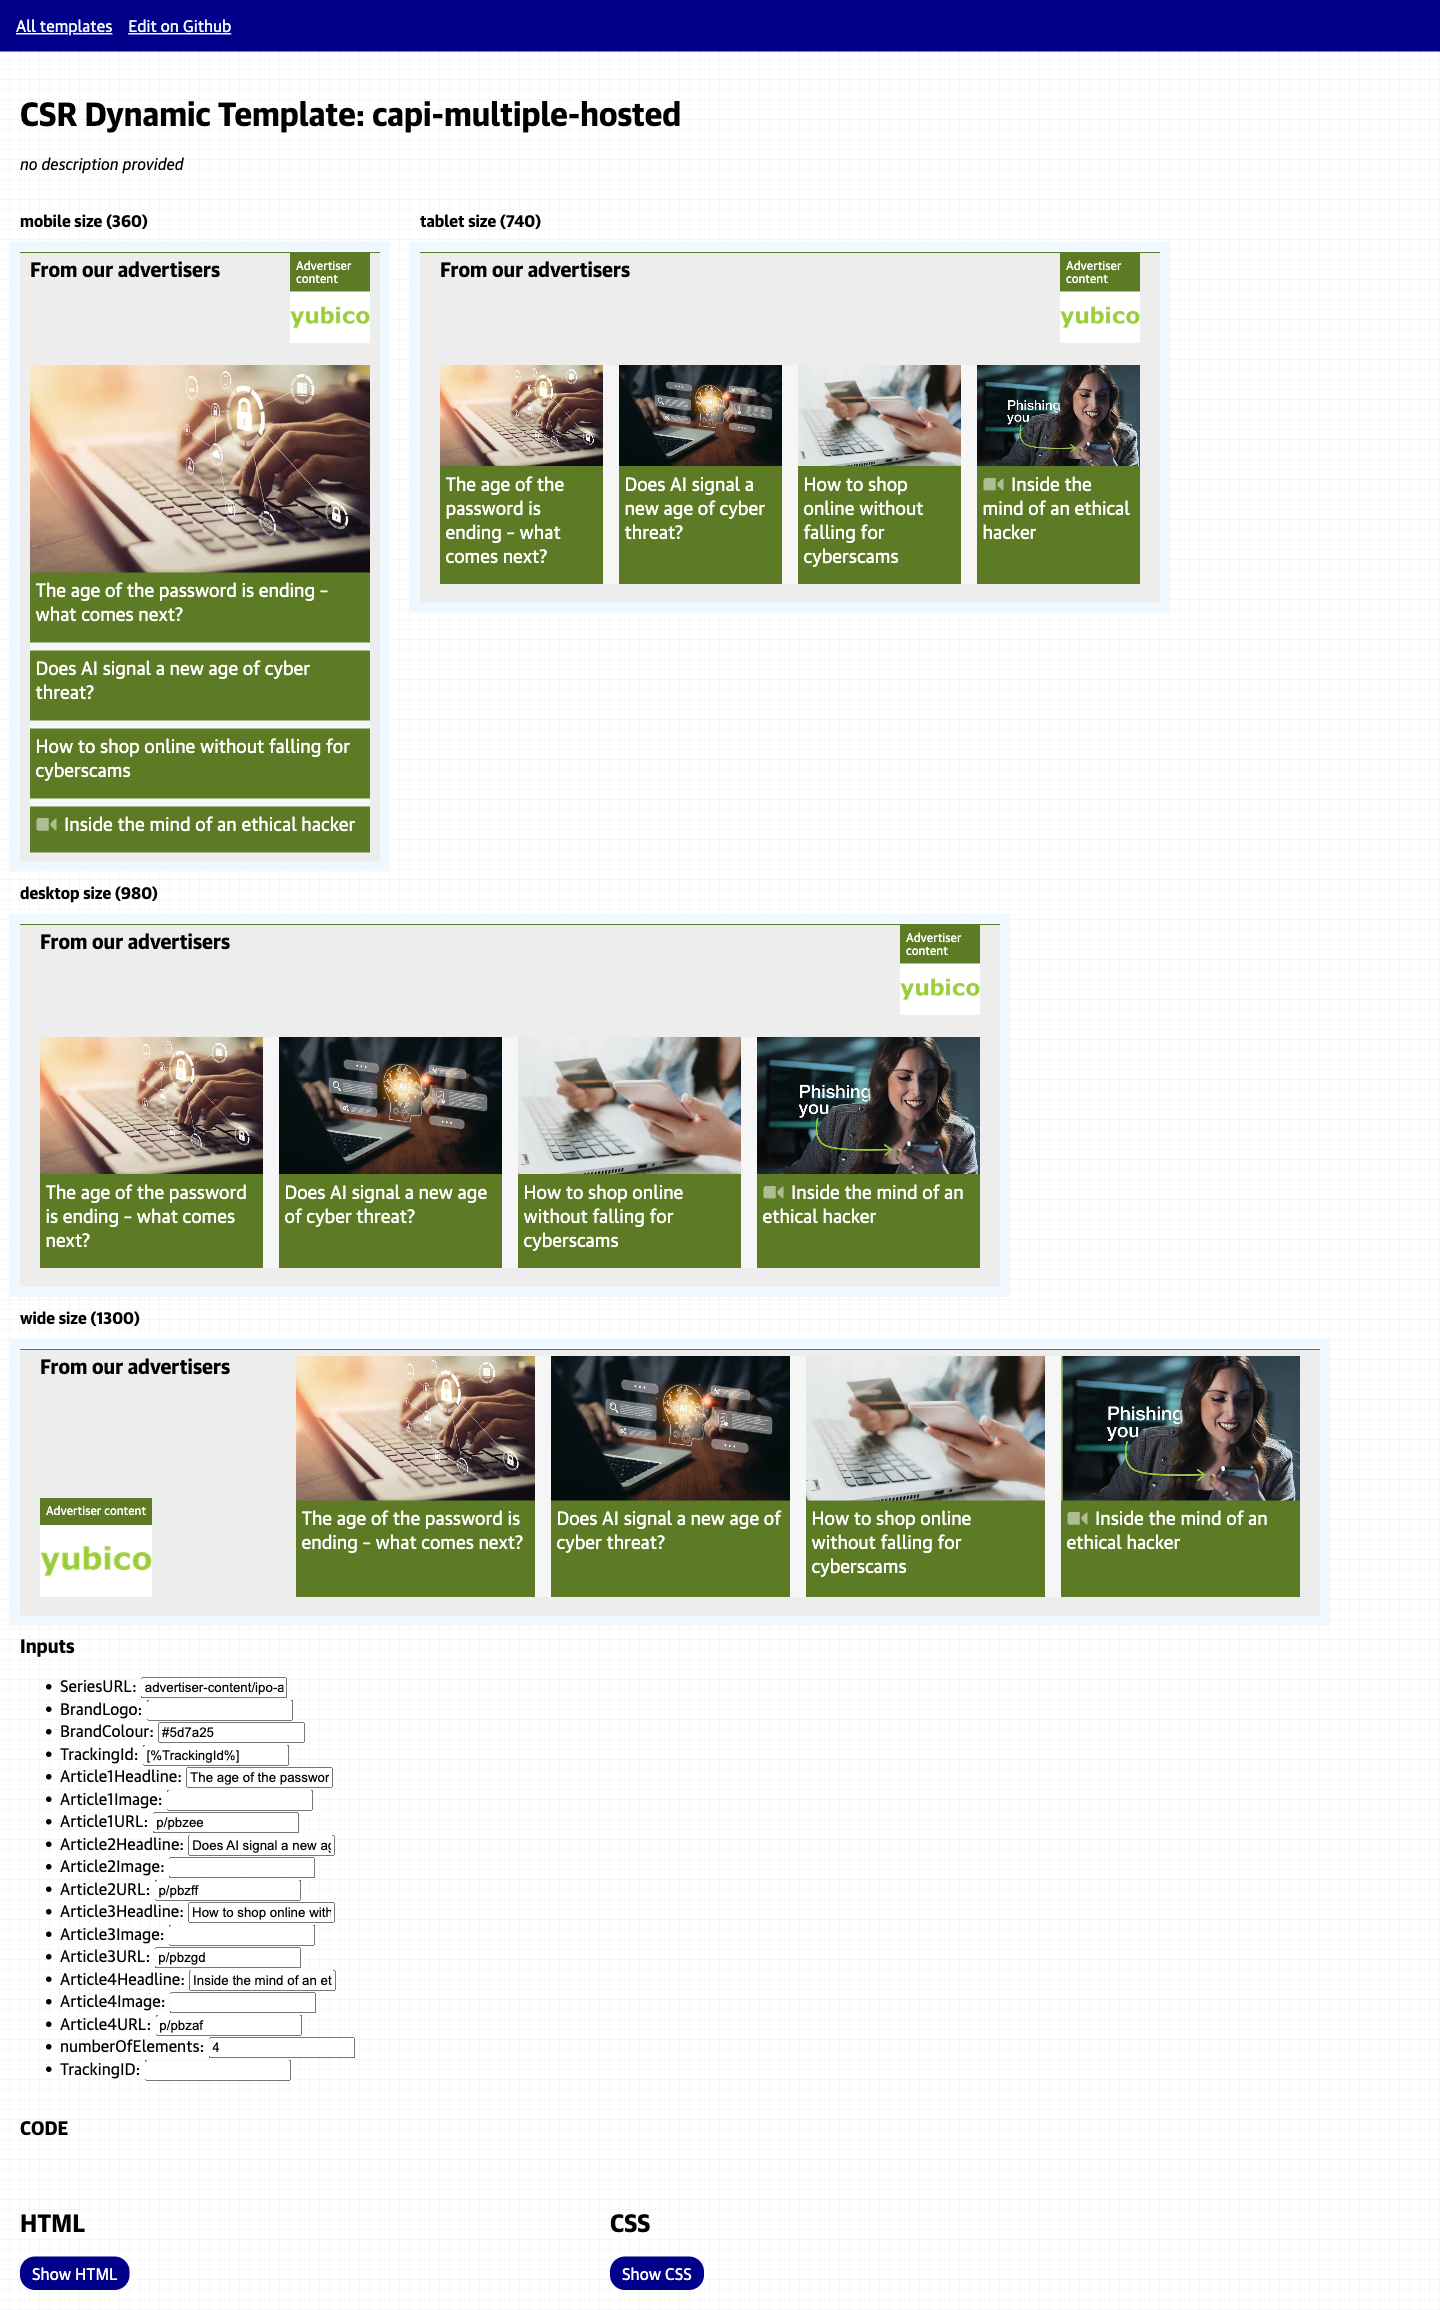 All templates Edit on Github
CSR Dynamic Template: capi-multiple-hosted
no description provided
mobile size (360)
From our advertisers
Advertiser
content
yubico
The age of the password is ending –
what comes next?
Does AI signal a new age of cyber
threat?
How to shop online without falling for
cyberscams
Inside the mind of an ethical hacker
tablet size (740)
From our advertisers
Advertiser
content
yubico
The age of the
password is
ending – what
comes next?
Does AI signal a
new age of cyber
threat?
How to shop
online without
falling for
cyberscams
Phishing
you
Inside the
mind of an ethical
hacker
desktop size (980)
From our advertisers
Advertiser
content
yubico
The age of the password
is ending – what comes
next?
AI
Does AI signal a new age
of cyber threat?
How to shop online
without falling for
cyberscams
Phishing
you
Inside the mind of an
ethical hacker
wide size (1300)
From our advertisers
Advertiser content
yubico
The age of the password is
ending – what comes next?
AI
Does AI signal a new age of
cyber threat?
How to shop online
without falling for
cyberscams
Phishing
you
Inside the mind of an
ethical hacker
Inputs
SeriesURL: advertiser-content/ipo-a
BrandLogo:
BrandColour: #5d7a25
TrackingId: [%TrackingId%]
Article1Headline: The age of the passwor
Article1Image:
Article1URL: p/pbzee
Article2Headline: Does AI signal a new ag
Article2Image:
Article2URL: p/pbzff
Article3Headline: How to shop online with
Article3Image:
Article3URL: p/pbzgd
Article4Headline: Inside the mind of an et
Article4Image:
Article4URL: p/pbzaf
numberOfElements: 4
TrackingID:
CODE
HTML
Show HTML
CSS
Show CSS